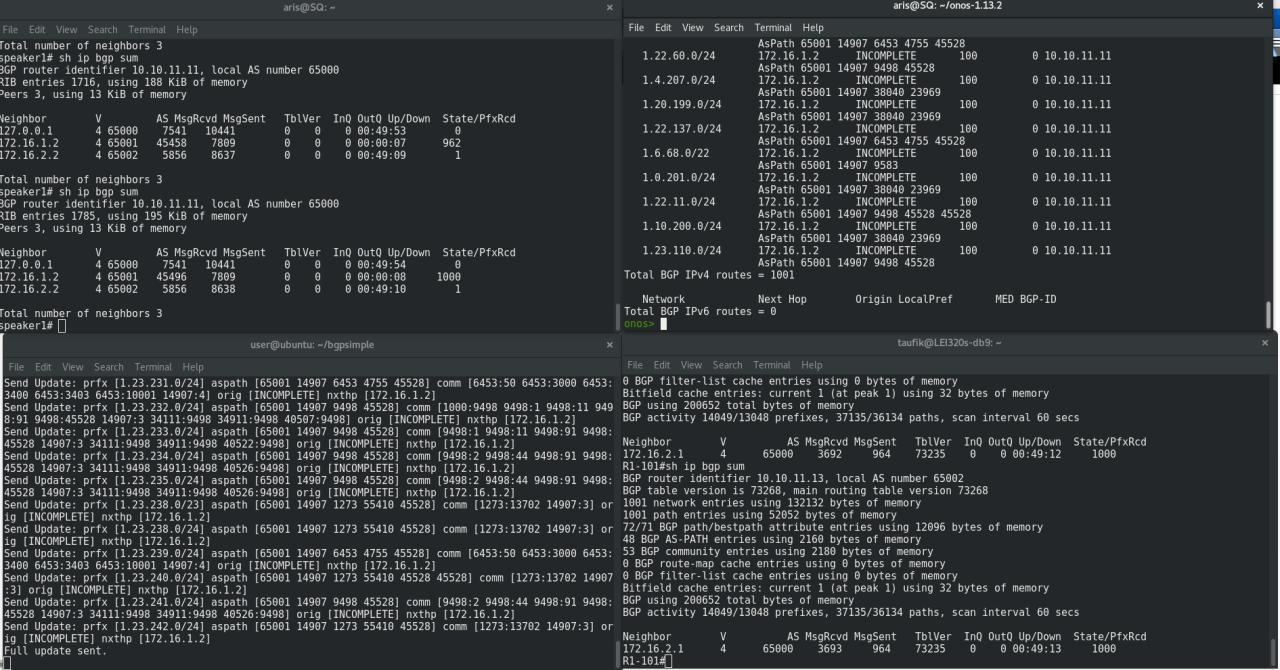 aris@SQ: ~
File Edit View Search Terminal Help
Total number of neighbors 3
speaker1# sh ip bgp sum
BGP router identifier 10.10.11.11, local AS number 65000
RIB entries 1716, using 188 KiB of memory
Peers 3, using 13 KiB of memory
Neighbor V AS MsgRcvd MsgSent TblVer InQ OutQ Up/Down State/PfxRcd
127.0.0.1 4 65000 7541 10441 0 0 0 00:49:53 0
172.16.1.2 4 65001 45458 7809 0 0 0 00:00:07 962
172.16.2.2 4 65002 5856 8637 0 0 0 00:49:09 1
Total number of neighbors 3
speaker1# sh ip bgp sum
BGP router identifier 10.10.11.11, local AS number 65000
RIB entries 1785, using 195 KiB of memory
Peers 3, using 13 KiB of memory
Neighbor V AS MsgRcvd MsgSent TblVer InQ OutQ Up/Down State/PfxRcd
127.0.0.1 4 65000 7541 10441 0 0 0 00:49:54 0
172.16.1.2 4 65001 45496 7809 0 0 0 00:00:08 1000
172.16.2.2 4 65002 5856 8638 0 0 0 00:49:10 1
Total number of neighbors 3
speaker1#
aris@SQ: ~/onos-1.13.2
File Edit View Search Terminal Help
AsPath 65001 14907 6453 4755 45528
1.22.60.0/24 172.16.1.2 INCOMPLETE 100 0 10.10.11.11
AsPath 65001 14907 9498 45528
1.4.207.0/24 172.16.1.2 INCOMPLETE 100 0 10.10.11.11
AsPath 65001 14907 38040 23969
1.20.199.0/24 172.16.1.2 INCOMPLETE 100 0 10.10.11.11
AsPath 65001 14907 38040 23969
1.22.137.0/24 172.16.1.2 INCOMPLETE 100 0 10.10.11.11
AsPath 65001 14907 6453 4755 45528
1.6.68.0/22 172.16.1.2 INCOMPLETE 100 0 10.10.11.11
AsPath 65001 14907 9583
1.0.201.0/24 172.16.1.2 INCOMPLETE 100 0 10.10.11.11
AsPath 65001 14907 38040 23969
1.22.11.0/24 172.16.1.2 INCOMPLETE 100 0 10.10.11.11
AsPath 65001 14907 9498 45528 45528
1.10.200.0/24 172.16.1.2 INCOMPLETE 100 0 10.10.11.11
AsPath 65001 14907 38040 23969
1.23.110.0/24 172.16.1.2 INCOMPLETE 100 0 10.10.11.11
AsPath 65001 14907 9498 45528
Total BGP IPv4 routes = 1001
Network Next Hop Origin LocalPref MED BGP-ID
Total BGP IPv6 routes = 0
onos>
user@ubuntu: ~/bgpsimple
File Edit View Search Terminal Help
Send Update: prfx [1.23.231.0/24] aspath [65001 14907 6453 4755 45528] comm [6453:50 6453:3000 6453:
3400 6453:3403 6453:10001 14907:4] orig [INCOMPLETE] nxthp [172.16.1.2]
Send Update: prfx [1.23.232.0/24] aspath [65001 14907 9498 45528] comm [1000:9498 9498:1 9498:11 949
8:91 9498:45528 14907:3 34111:9498 34911:9498 40507:9498] orig [INCOMPLETE] nxthp [172.16.1.2]
Send Update: prfx [1.23.233.0/24] aspath [65001 14907 9498 45528] comm [9498:1 9498:11 9498:91 9498:
45528 14907:3 34111:9498 34911:9498 40522:9498] orig [INCOMPLETE] nxthp [172.16.1.2]
Send Update: prfx [1.23.234.0/24] aspath [65001 14907 9498 45528] comm [9498:2 9498:44 9498:91 9498:
45528 14907:3 34111:9498 34911:9498 40526:9498] orig [INCOMPLETE] nxthp [172.16.1.2]
Send Update: prfx [1.23.235.0/24] aspath [65001 14907 9498 45528] comm [9498:2 9498:44 9498:91 9498:
45528 14907:3 34111:9498 34911:9498 40526:9498] orig [INCOMPLETE] nxthp [172.16.1.2]
Send Update: prfx [1.23.238.0/23] aspath [65001 14907 1273 55410 45528] comm [1273:13702 14907:3] or
ig [INCOMPLETE] nxthp [172.16.1.2]
Send Update: prfx [1.23.238.0/24] aspath [65001 14907 1273 55410 45528] comm [1273:13702 14907:3] or
ig [INCOMPLETE] nxthp [172.16.1.2]
Send Update: prfx [1.23.239.0/24] aspath [65001 14907 6453 4755 45528] comm [6453:50 6453:3000 6453:
3400 6453:3403 6453:10001 14907:4] orig [INCOMPLETE] nxthp [172.16.1.2]
Send Update: prfx [1.23.240.0/24] aspath [65001 14907 1273 55410 45528 45528] comm [1273:13702 14907
:3] orig [INCOMPLETE] nxthp [172.16.1.2]
Send Update: prfx [1.23.241.0/24] aspath [65001 14907 9498 45528] comm [9498:2 9498:44 9498:91 9498:
45528 14907:3 34111:9498 34911:9498 40526:9498] orig [INCOMPLETE] nxthp [172.16.1.2]
Send Update: prfx [1.23.242.0/24] aspath [65001 14907 1273 55410 45528] comm [1273:13702 14907:3] or
ig [INCOMPLETE] nxthp [172.16.1.2]
Full update sent.
taufik@LEI320s-db9: ~
File Edit View Search Terminal Help
0 BGP filter-list cache entries using 0 bytes of memory
Bitfield cache entries: current 1 (at peak 1) using 32 bytes of memory
BGP using 200652 total bytes of memory
BGP activity 14049/13048 prefixes, 37135/36134 paths, scan interval 60 secs
Neighbor V AS MsgRcvd MsgSent TblVer InQ OutQ Up/Down State/PfxRcd
172.16.2.1 4 65000 3692 964 73235 0 0 00:49:12 1000
R1-101#sh ip bgp sum
BGP router identifier 10.10.11.13, local AS number 65002
BGP table version is 73268, main routing table version 73268
1001 network entries using 132132 bytes of memory
1001 path entries using 52052 bytes of memory
72/71 BGP path/bestpath attribute entries using 12096 bytes of memory
48 BGP AS-PATH entries using 2160 bytes of memory
53 BGP community entries using 2180 bytes of memory
0 BGP route-map cache entries using 0 bytes of memory
0 BGP filter-list cache entries using 0 bytes of memory
Bitfield cache entries: current 1 (at peak 1) using 32 bytes of memory
BGP using 200652 total bytes of memory
BGP activity 14049/13048 prefixes, 37135/36134 paths, scan interval 60 secs
Neighbor V AS MsgRcvd MsgSent TblVer InQ OutQ Up/Down State/PfxRcd
172.16.2.1 4 65000 3693 964 73268 0 0 00:49:13 1000
R1-101#